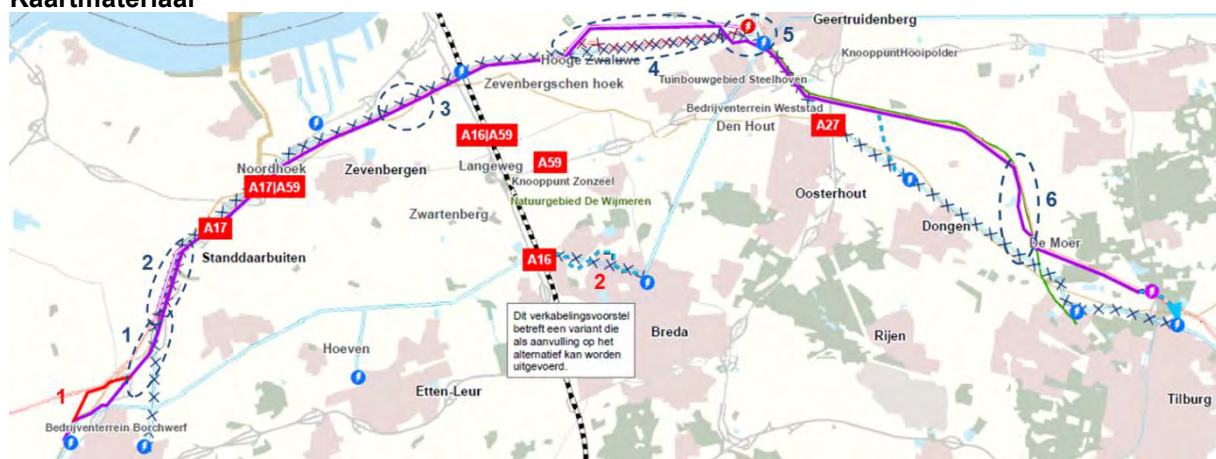 Kaartmateriaal
Geertruidenberg
5
KnooppuntHooipolder
Hooge Zwaluwe
4
Zevenbergschen hoek
Tuinbouwgebied Steelhoven
3
Bedrijventerrein Weststad
Den Hout
A27
A16|A59
Noordhoek
Zevenbergen
Langeweg
A59
Knooppunt Zonzeel
A17|A59
Natuurgebied De Wijmeren
Oosterhout
6
Zwartenberg
A17
Dongen
De Moer
Standdaarbuiten
2
A16
2
1
Dit verkabelingsvoorstel
betreft een variant die
als aanvulling op het
alternatief kan worden
uitgevoerd.
Breda
Rijen
Hoeven
Etten-Leur
1
Tilburg
Bedrijventerrein Borchwerf